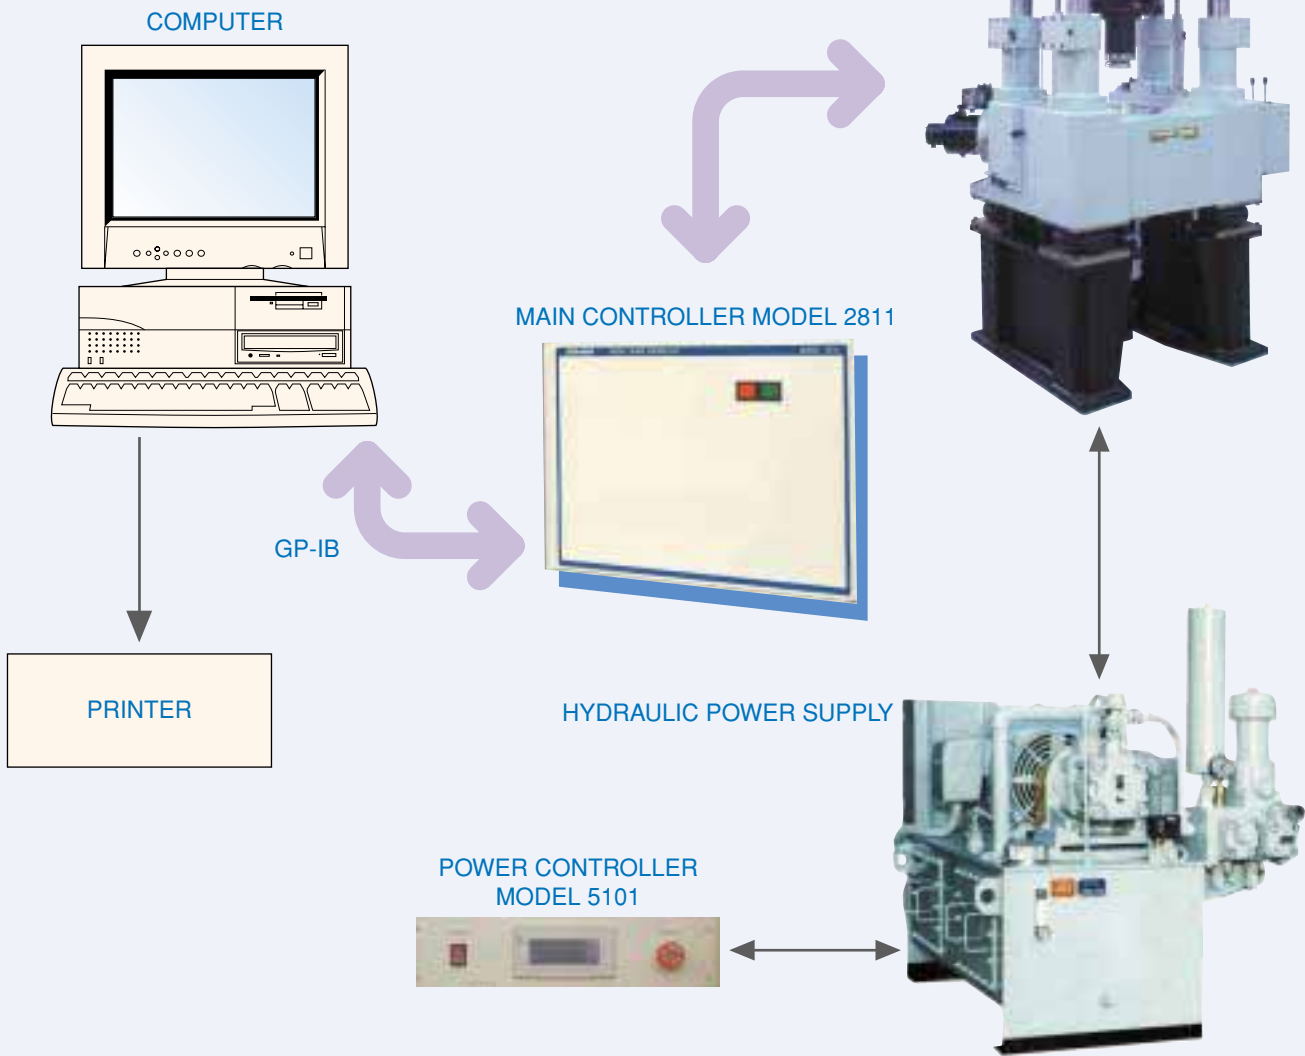 COMPUTER
MAIN CONTROLLER MODEL 2811
GP-IB
PRINTER
HYDRAULIC POWER SUPPLY
POWER CONTROLLER
MODEL 5101